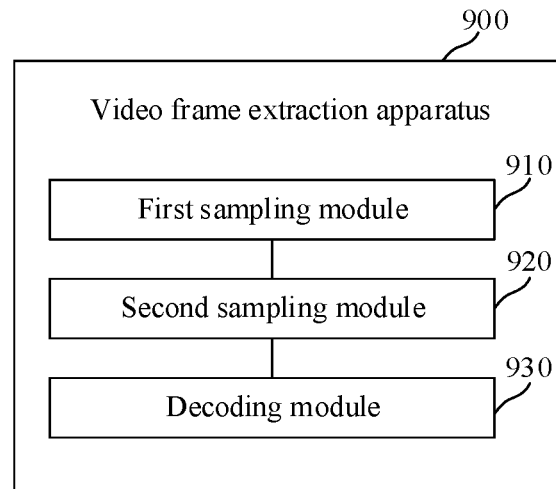 900
Video frame extraction apparatus
910
First sampling module
920
Second sampling module
930
Decoding module